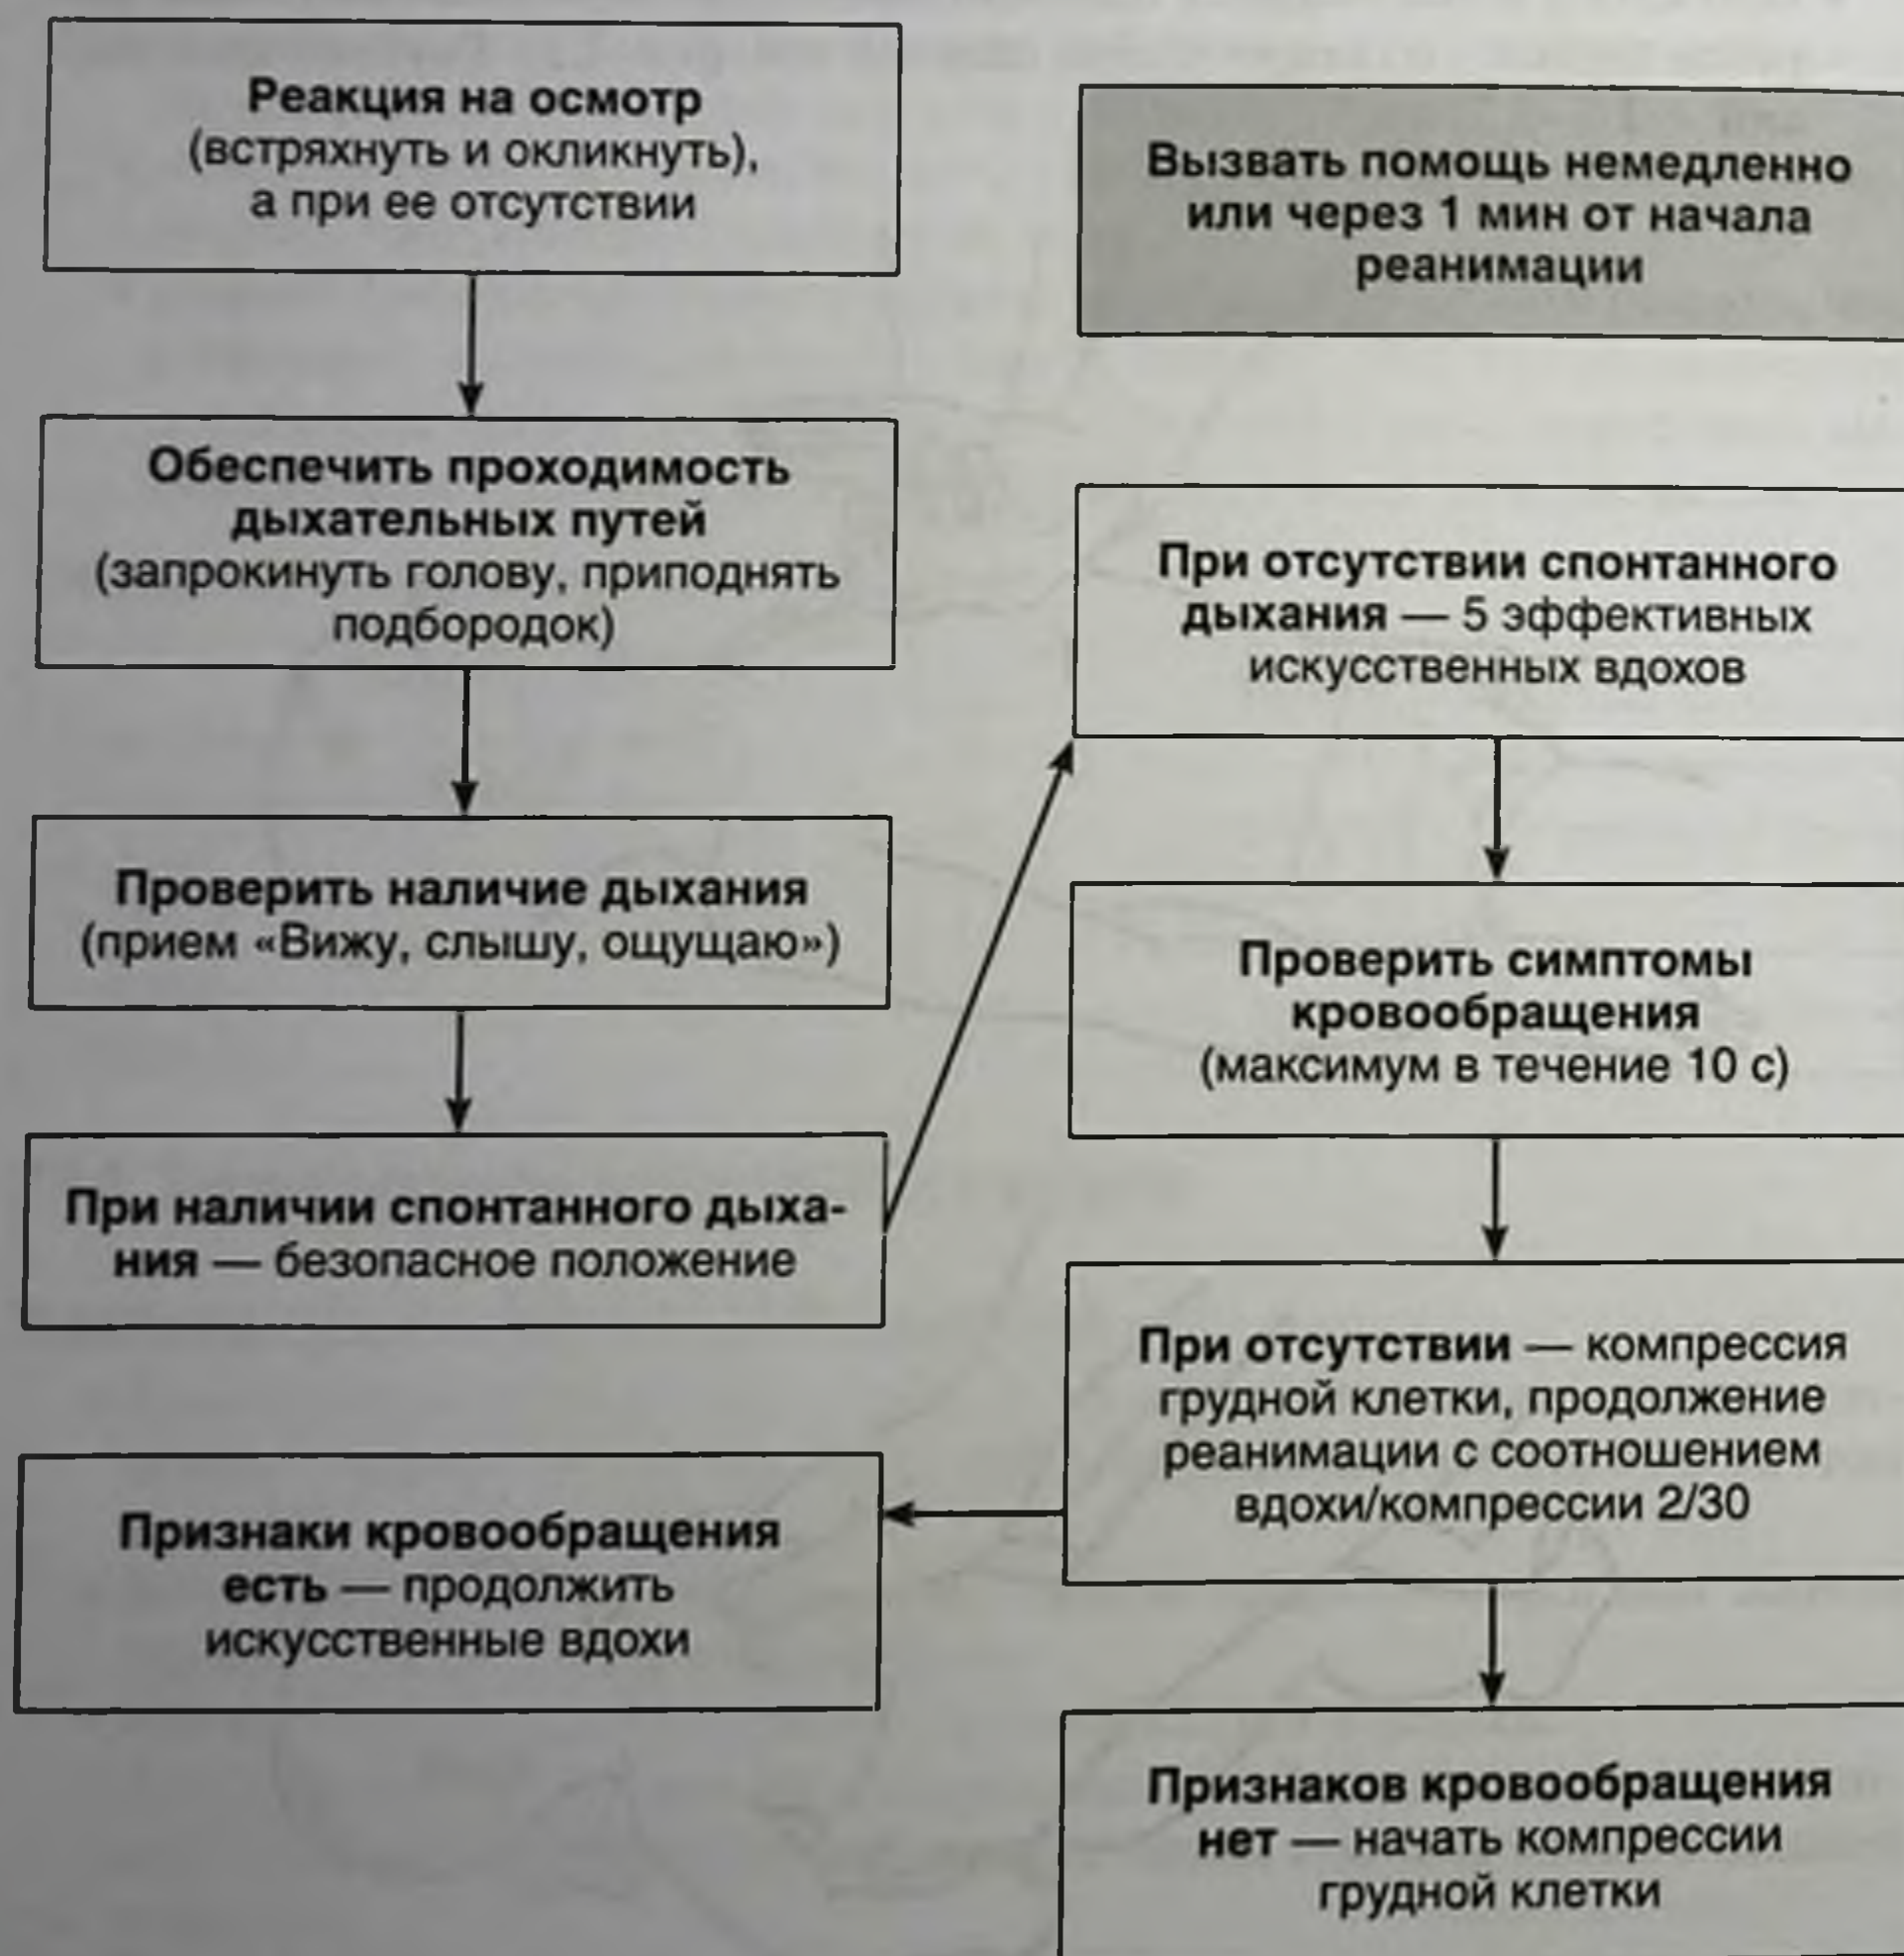 Реакция на осмотр
(встряхнуть и окликнуть),
а при ее отсутствии
Обеспечить проходимость
дыхательных путей
(запрокинуть голову, приподнять
подбородок)
Проверить наличие дыхания
(прием «Вижу, слышу, ощущаю»)
При наличии спонтанного дыха-
ния — безопасное положение
Признаки кровообращения
есть — продолжить
искусственные вдохи
Вызвать помощь немедленно
или через 1 мин от начала
реанимации
При отсутствии спонтанного
дыхания — 5 эффективных
искусственных вдохов
Проверить симптомы
кровообращения
(максимум в течение 10 с)
При отсутствии — компрессия
грудной клетки, продолжение
реанимации с соотношением
вдохи/компрессии 2/30
Признаков кровообращения
нет — начать компрессии
грудной клетки